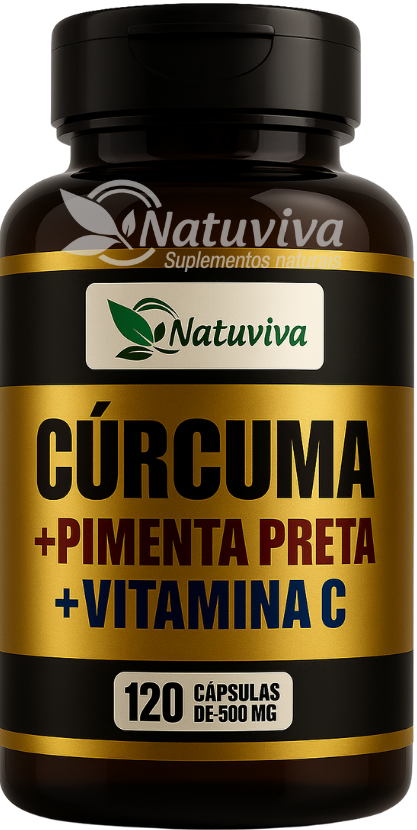 Natuviva
Suplementos naturais
Natuviva
CÚRCUMA
+PIMENTA PRETA
+VITAMINA C
120 CÁPSULAS
DE-500 MG